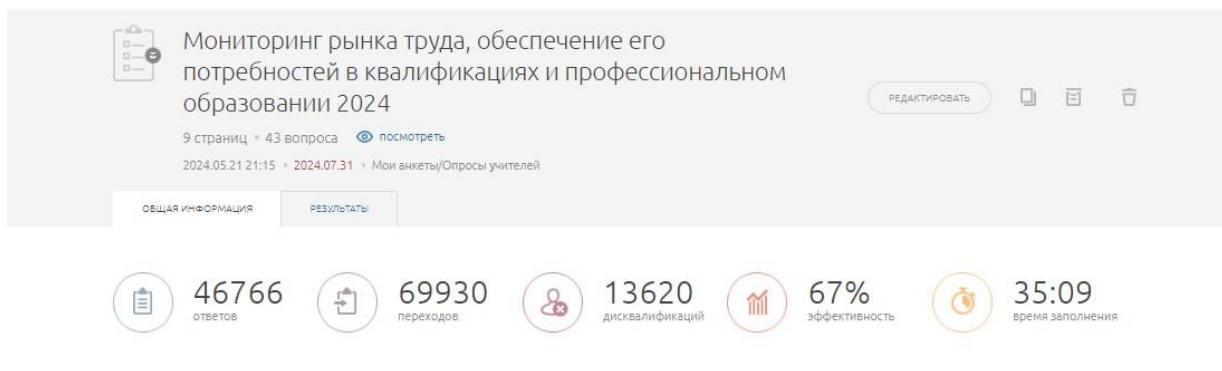 Мониторинг рынка труда, обеспечение его
потребностей в квалификациях и профессиональном
образовании 2024
РЕДАКТИРОВАТЬ
9 страниц • 43 вопроса посмотреть
2024.05.21 21:15 • 2024.07.31 • Мои анкеты/Опросы учителей
ОБЩАЯ ИНФОРМАЦИЯ РЕЗУЛЬТАТЫ
46766 69930 13620 67% 35:09
ответов переходов дисквалификаций эффективность время заполнения